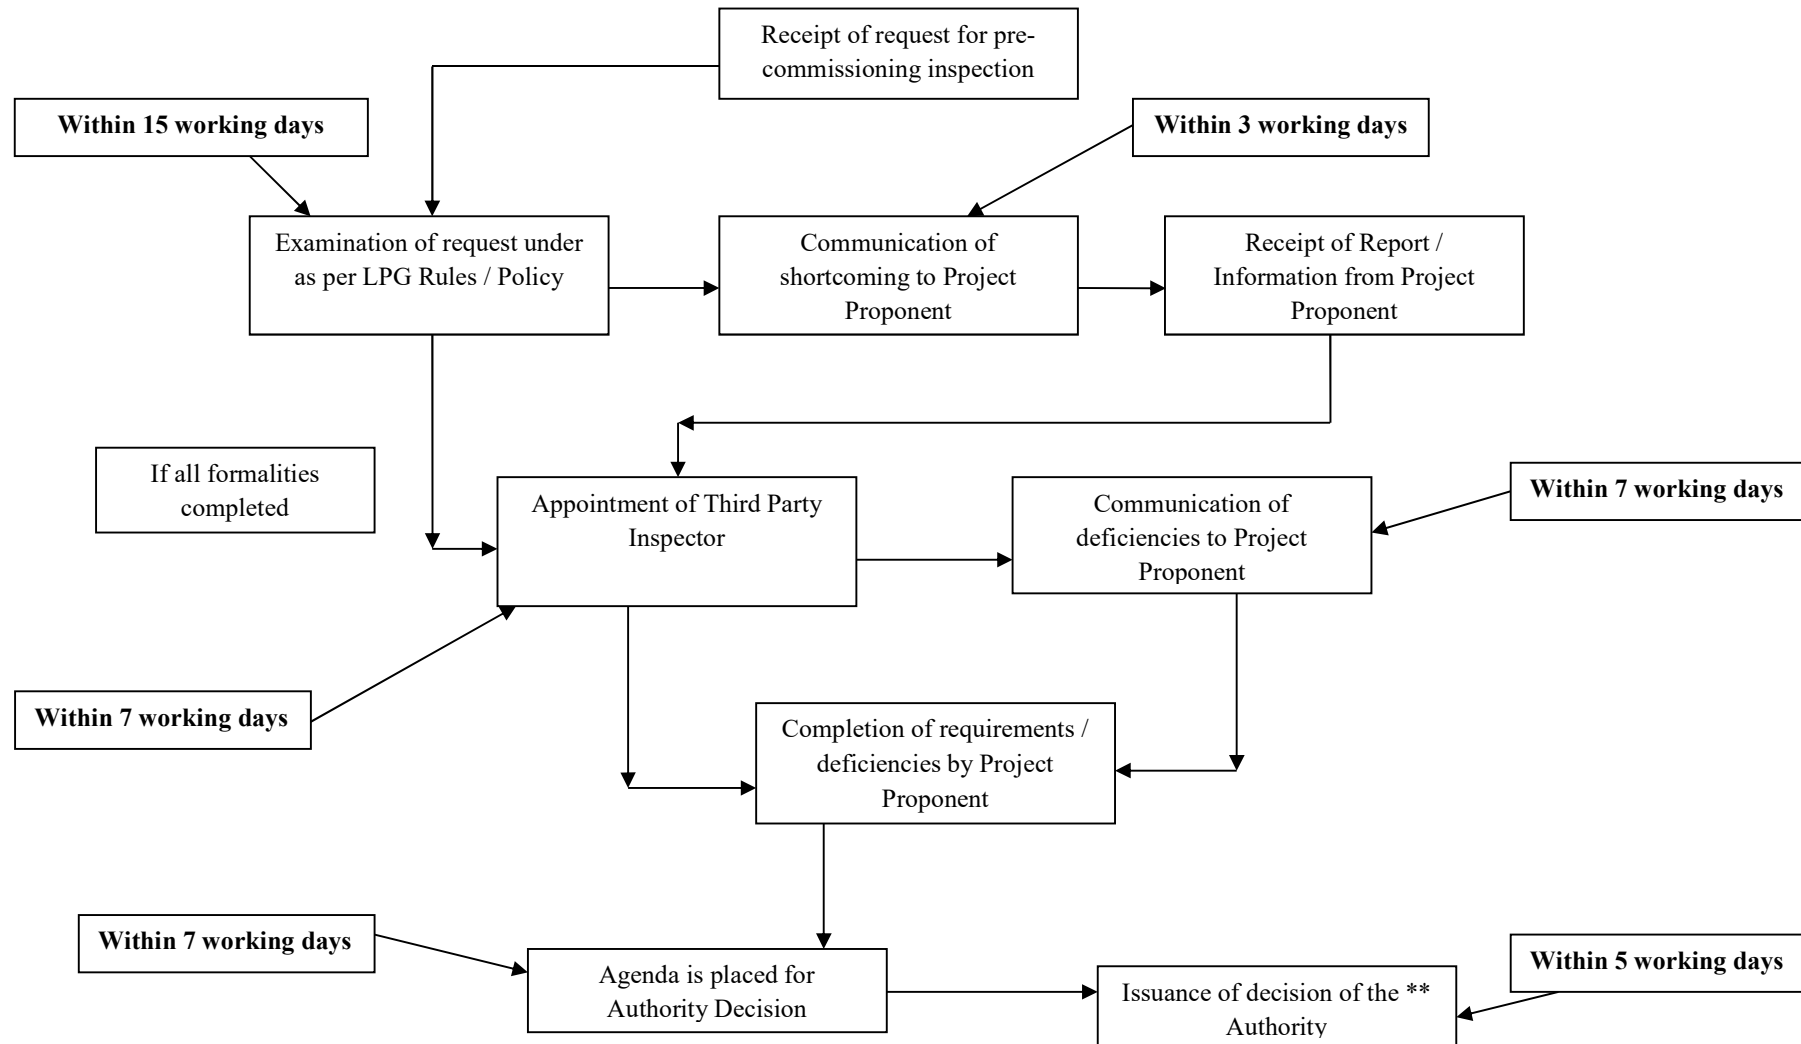 Receipt of request for pre-
commissioning inspection
Within 15 working days
Within 3 working days
Examination of request under
as per LPG Rules / Policy
Communication of
shortcoming to Project
Proponent
Receipt of Report /
Information from Project
Proponent
If all formalities
completed
Appointment of Third Party
Inspector
Communication of
deficiencies to Project
Proponent
Within 7 working days
Within 7 working days
Completion of requirements /
deficiencies by Project
Proponent
Within 7 working days
Agenda is placed for
Authority Decision
Issuance of decision of the **
Authority
Within 5 working days